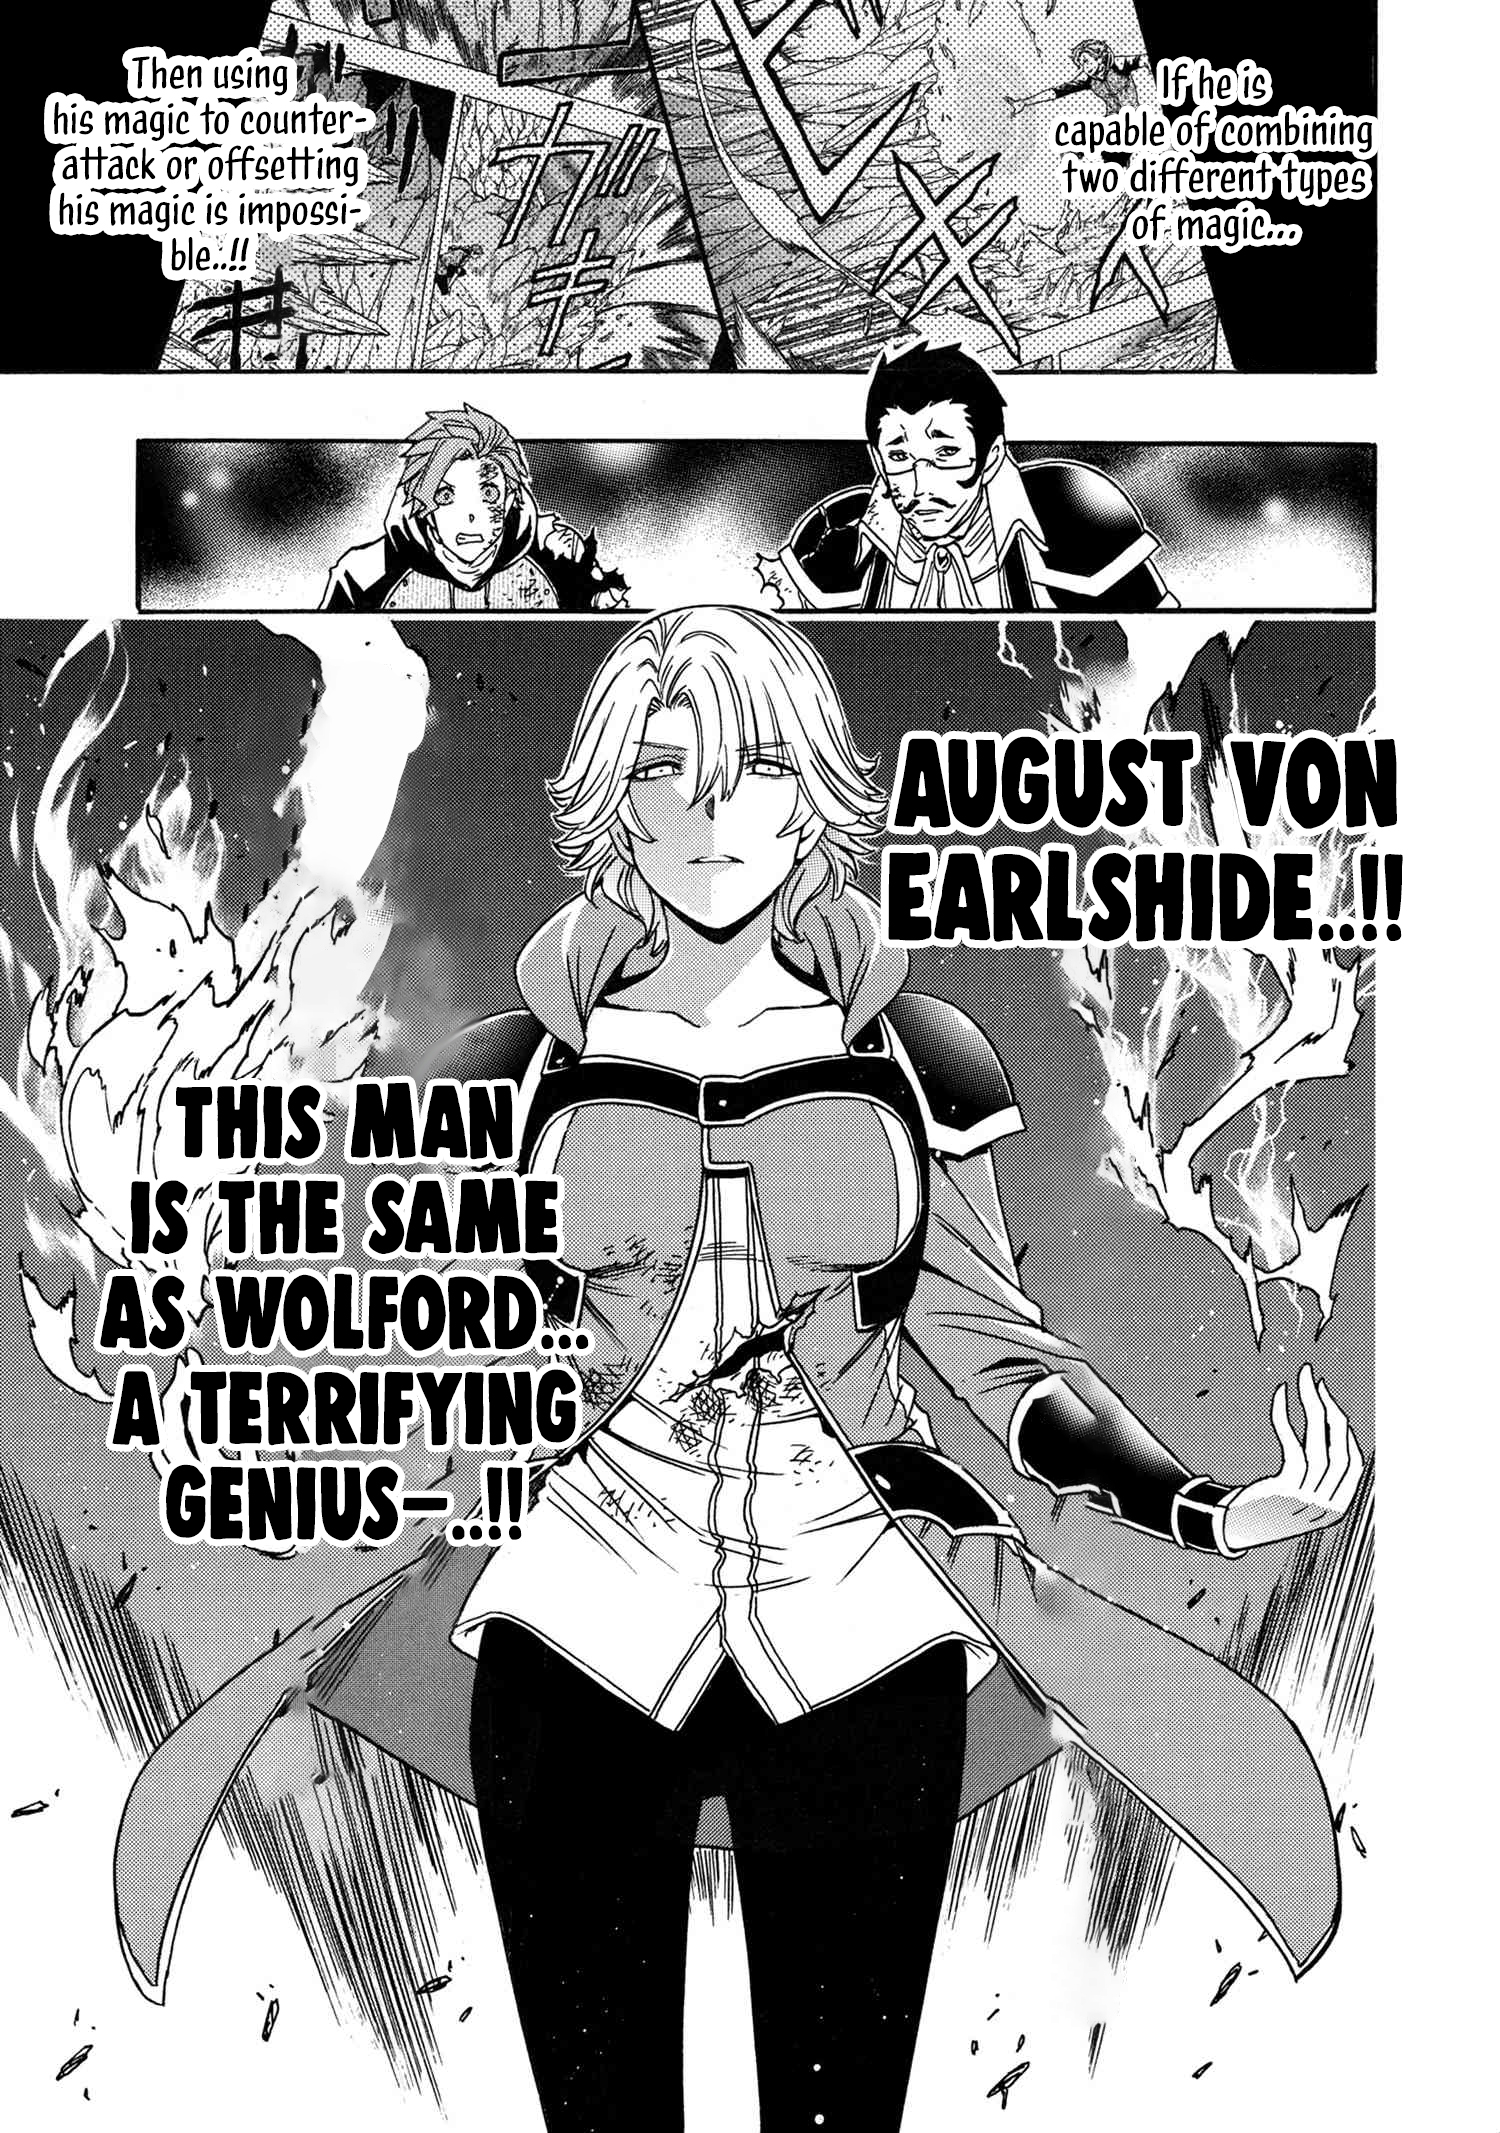 If he is
capable of combining
two different types
of magic...
Then using
his magic to counter-
attack or offsetting
his magic is impossi-
ble..!!
AUGUST VON
EARLSHIDE..!!
THIS MAN
IS THE SAME
AS WOLFORD...
A TERRIFYING
GENIUS—..!!